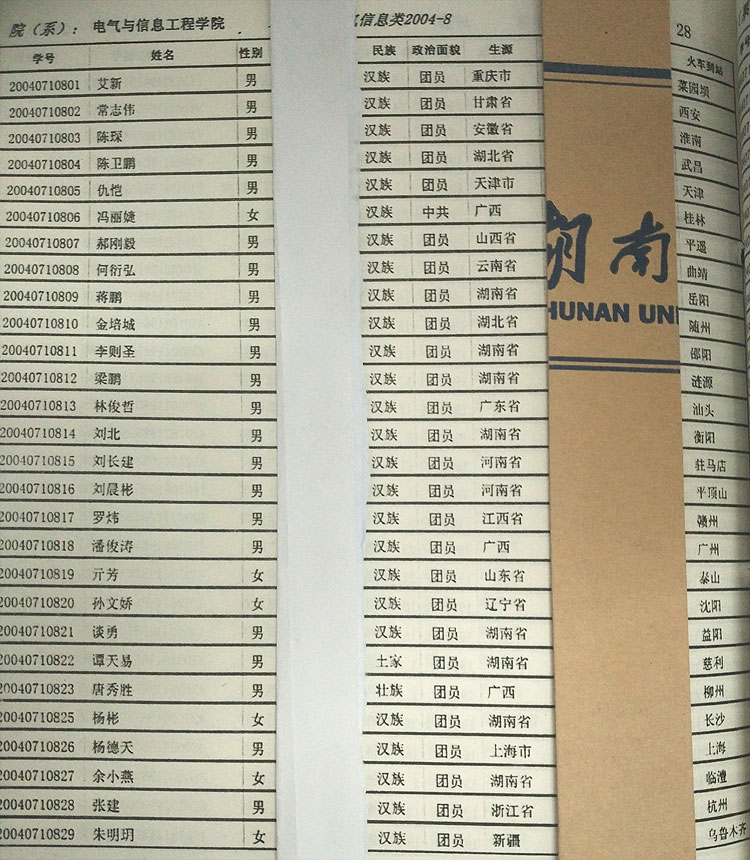 院（系）： 电气与信息工程学院 信息类2004-8 28
学号 姓名 性别 民族 政治面貌 生源 火车到站
20040710801 艾新 男 汉族 团员 重庆市 菜园坝
20040710802 常志伟 男 汉族 团员 甘肃省 西安
20040710803 陈琛 男 汉族 团员 安徽省 淮南
20040710804 陈卫鹏 男 汉族 团员 湖北省 武昌
20040710805 仇恺 男 汉族 团员 天津市 天津
20040710806 冯丽婕 女 汉族 中共 广西 桂林
20040710807 郝刚毅 男 汉族 团员 山西省 平遥
20040710808 何衍弘 男 汉族 团员 云南省 曲靖
20040710809 蒋鹏 男 汉族 团员 湖南省 岳阳
20040710810 金培城 男 汉族 团员 湖北省 随州
20040710811 李则圣 男 汉族 团员 湖南省 邵阳
20040710812 梁鹏 男 汉族 团员 湖南省 涟源
20040710813 林俊哲 男 汉族 团员 广东省 汕头
20040710814 刘北 男 汉族 团员 湖南省 衡阳
20040710815 刘长建 男 汉族 团员 河南省 驻马店
20040710816 刘晨彬 男 汉族 团员 河南省 平顶山
20040710817 罗炜 男 汉族 团员 江西省 赣州
20040710818 潘俊涛 男 汉族 团员 广西 广州
20040710819 亓芳 女 汉族 团员 山东省 泰山
20040710820 孙文娇 女 汉族 团员 辽宁省 沈阳
20040710821 谈勇 男 汉族 团员 湖南省 益阳
20040710822 谭天易 男 土家 团员 湖南省 慈利
20040710823 唐秀胜 男 壮族 团员 广西 柳州
20040710825 杨彬 女 汉族 团员 湖南省 长沙
20040710826 杨德天 男 汉族 团员 上海市 上海
20040710827 余小燕 女 汉族 团员 湖南省 临澧
20040710828 张建 男 汉族 团员 浙江省 杭州
20040710829 朱明玥 女 汉族 团员 新疆 乌鲁木齐
湖南
HUNAN UNI